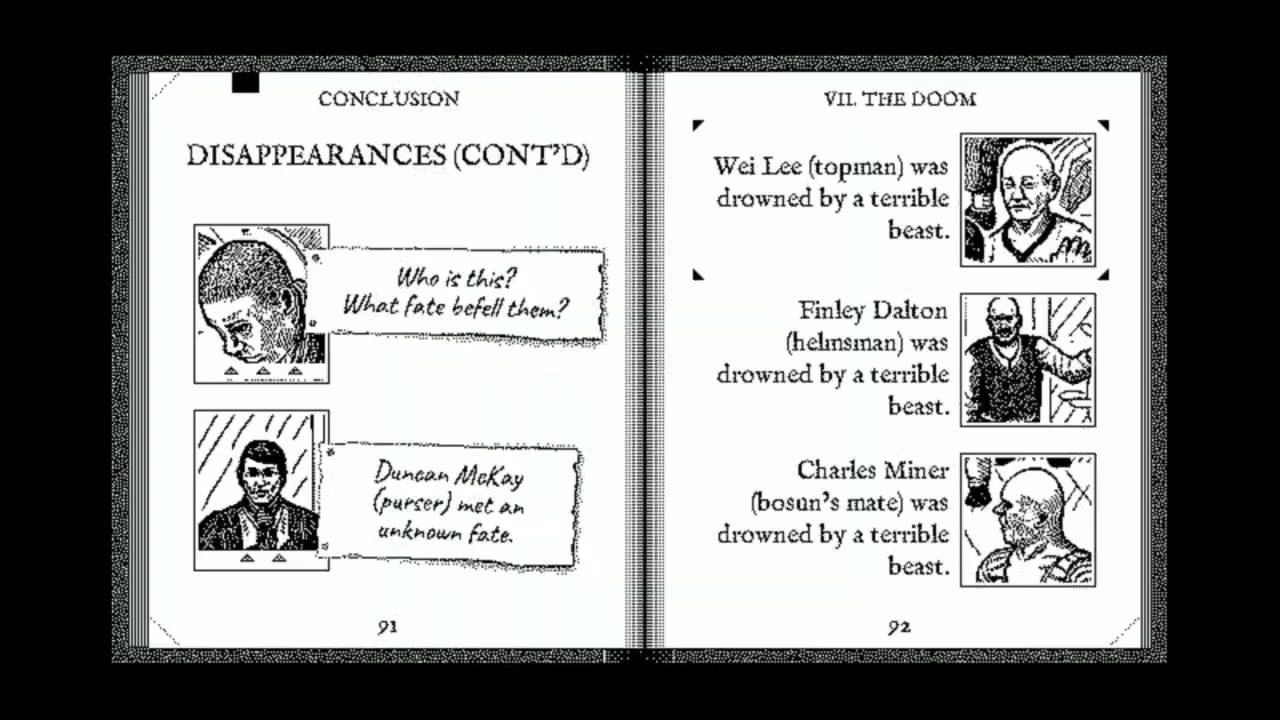 CONCLUSION
DISAPPEARANCES (CONT'D)
Who is this?
What fate befell them?
Duncan McKay
(purser) met an
unknown fate.
91
VII. THE DOOM
Wei Lee (topman) was
drowned by a terrible
beast.
Finley Dalton
(helmsman) was
drowned by a terrible
beast.
Charles Miner
(bosun's mate) was
drowned by a terrible
beast.
92